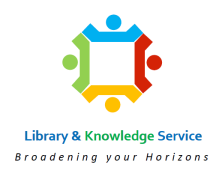 Library & Knowledge Service
Broadening your Horizons